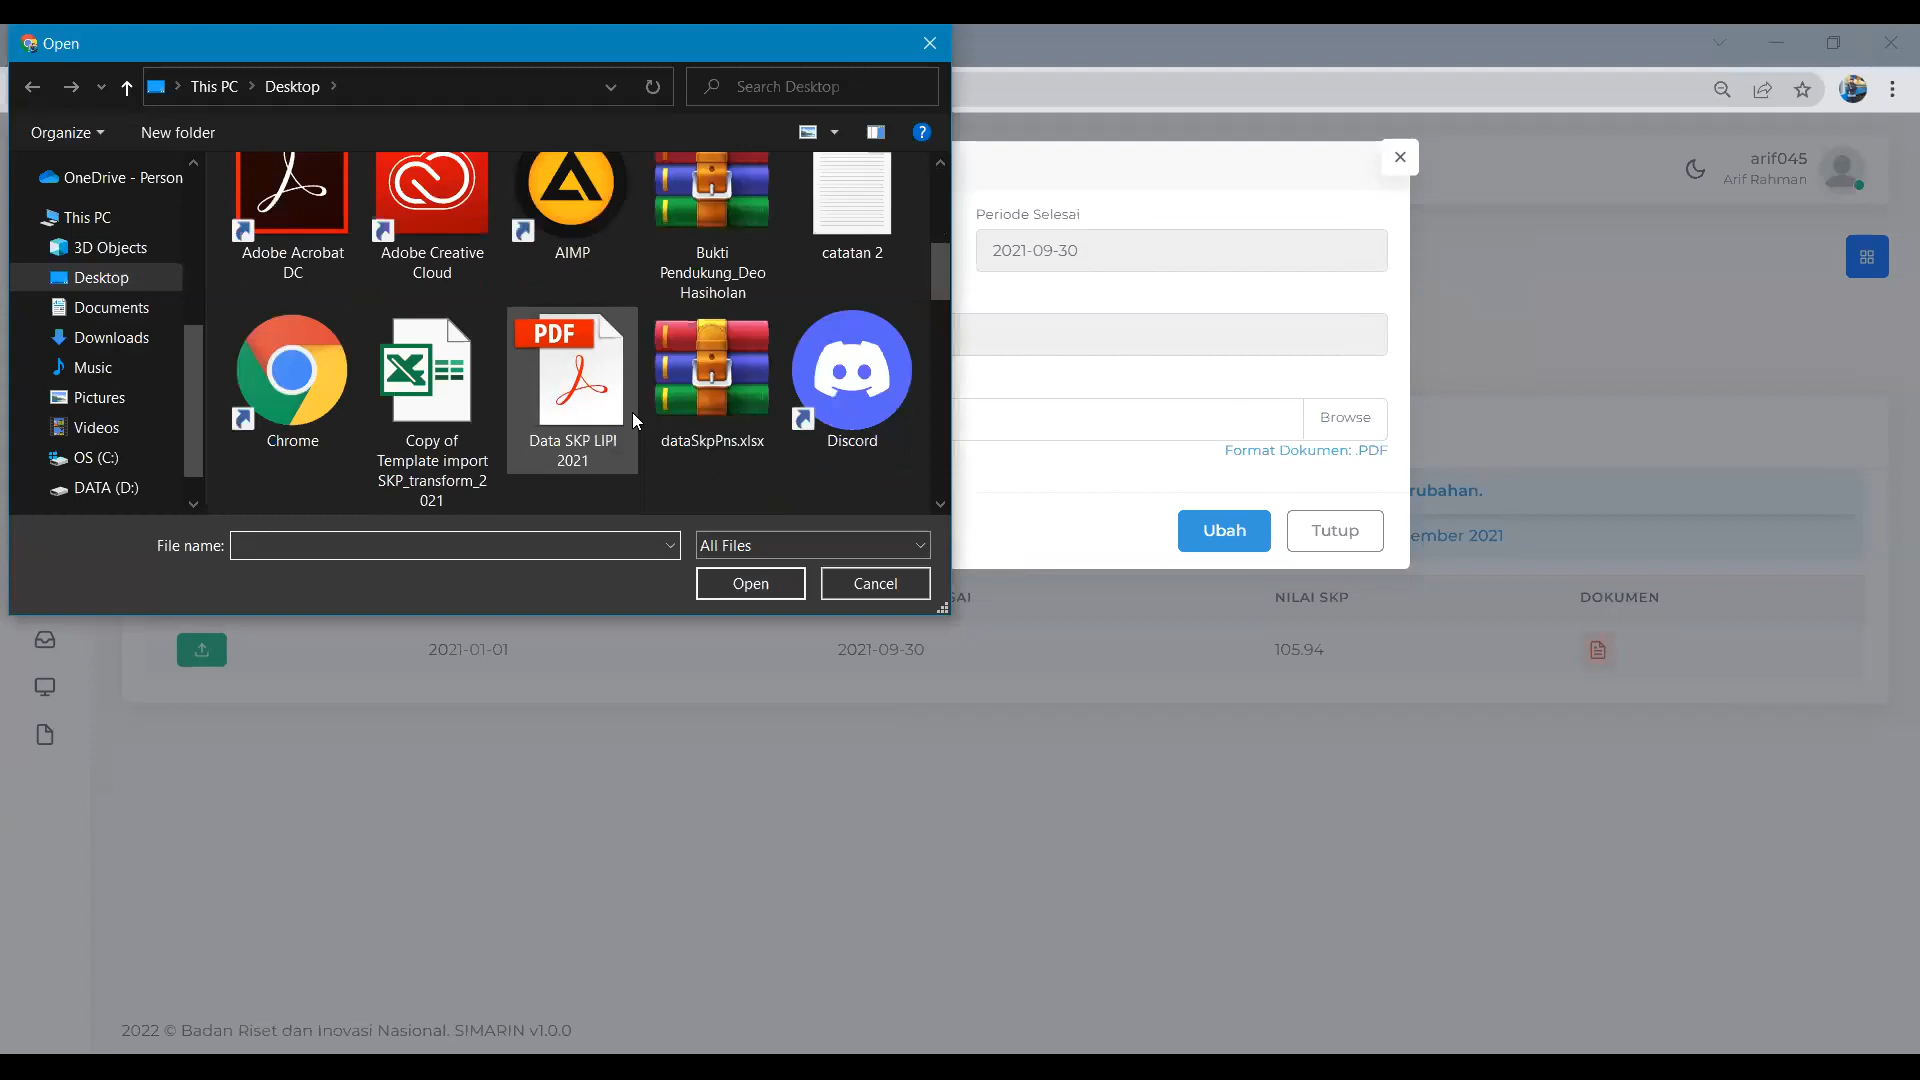 Open
This PC
Desktop
Search Desktop
Organize
New folder
OneDrive - Person
This PC
3D Objects
Desktop
Documents
Downloads
Music
Pictures
Videos
OS (C:)
DATA (D:)
Adobe Acrobat
DC
Adobe Creative
Cloud
AIMP
Bukti
Pendukung_Deo
Hasiholan
catatan 2
Chrome
Copy of
Template import
SKP_transform_2
021
PDF
Data SKP LIPI
2021
dataSkpPns.xlsx
Discord
File name:
All Files
Open
Cancel
arif045
Arif Rahman
Periode Selesai
2021-09-30
Browse
Format Dokumen: .PDF
Ubah
Tutup
rubahan.
ember 2021
NILAI SKP
DOKUMEN
2021-01-01
2021-09-30
105.94
2022 © Badan Riset dan Inovasi Nasional. SIMARIN v1.0.0